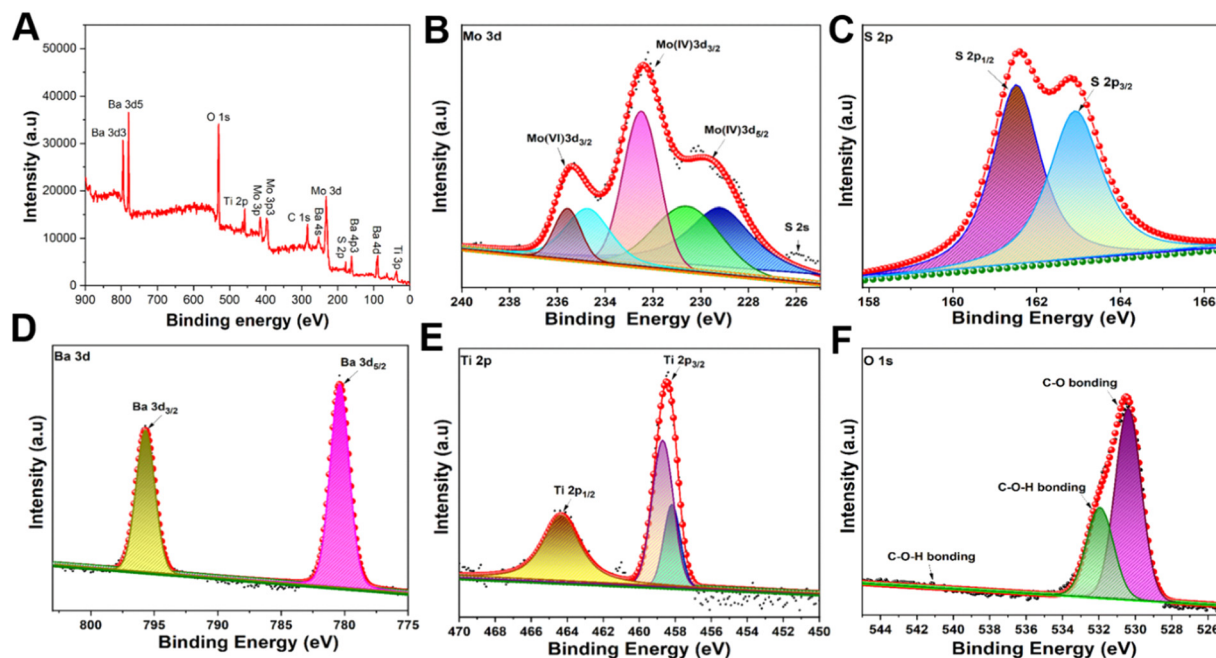 A
Intensity (a.u)
50000
40000
30000
20000
10000
0
Ba 3d3
Ba 3d5
O 1s
Ti 2p
Mo 3p
Mo 3p3
C 1s
Ba 4s
Mo 3d
S 2p
Ba 4p3
Ba 4d
Ti 3p
900 800 700 600 500 400 300 200 100 0
Binding energy (eV)
B
Mo 3d
Intensity (a.u)
Mo(VI)3d3/2
Mo(IV)3d3/2
Mo(IV)3d5/2
S 2s
240 238 236 234 232 230 228 226
Binding Energy (eV)
C
S 2p
Intensity (a.u)
S 2p1/2
S 2p3/2
158 160 162 164 166
Binding Energy (eV)
D
Ba 3d
Intensity (a.u)
Ba 3d3/2
Ba 3d5/2
800 795 790 785 780 775
Binding Energy (eV)
E
Ti 2p
Intensity (a.u)
Ti 2p1/2
Ti 2p3/2
470 468 466 464 462 460 458 456 454 452 450
Binding Energy (eV)
F
O 1s
Intensity (a.u)
C-O bonding
C-O-H bonding
C-O-H bonding
544 542 540 538 536 534 532 530 528 526
Binding Energy (eV)